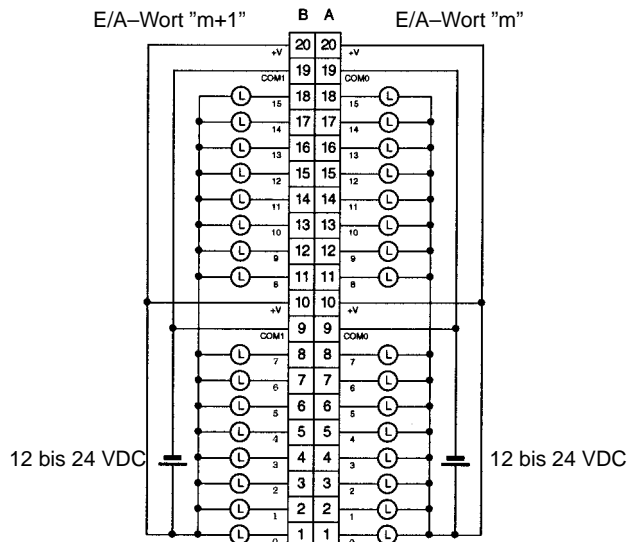 E/A–Wort ”m+1” B A E/A–Wort ”m”
+V 20 20 +V
COM1 19 19 COM0
L 15 18 18 15 L
L 14 17 17 14 L
L 13 16 16 13 L
L 12 15 15 12 L
L 11 14 14 11 L
L 10 13 13 10 L
L 9 12 12 9 L
L 8 11 11 8 L
+V 10 10 +V
COM1 9 9 COM0
L 7 8 8 7 L
L 6 7 7 6 L
L 5 6 6 5 L
L 4 5 5 4 L
12 bis 24 VDC L 3 4 4 3 L 12 bis 24 VDC
L 2 3 3 2 L
L 1 2 2 1 L
L 0 1 1 0 L